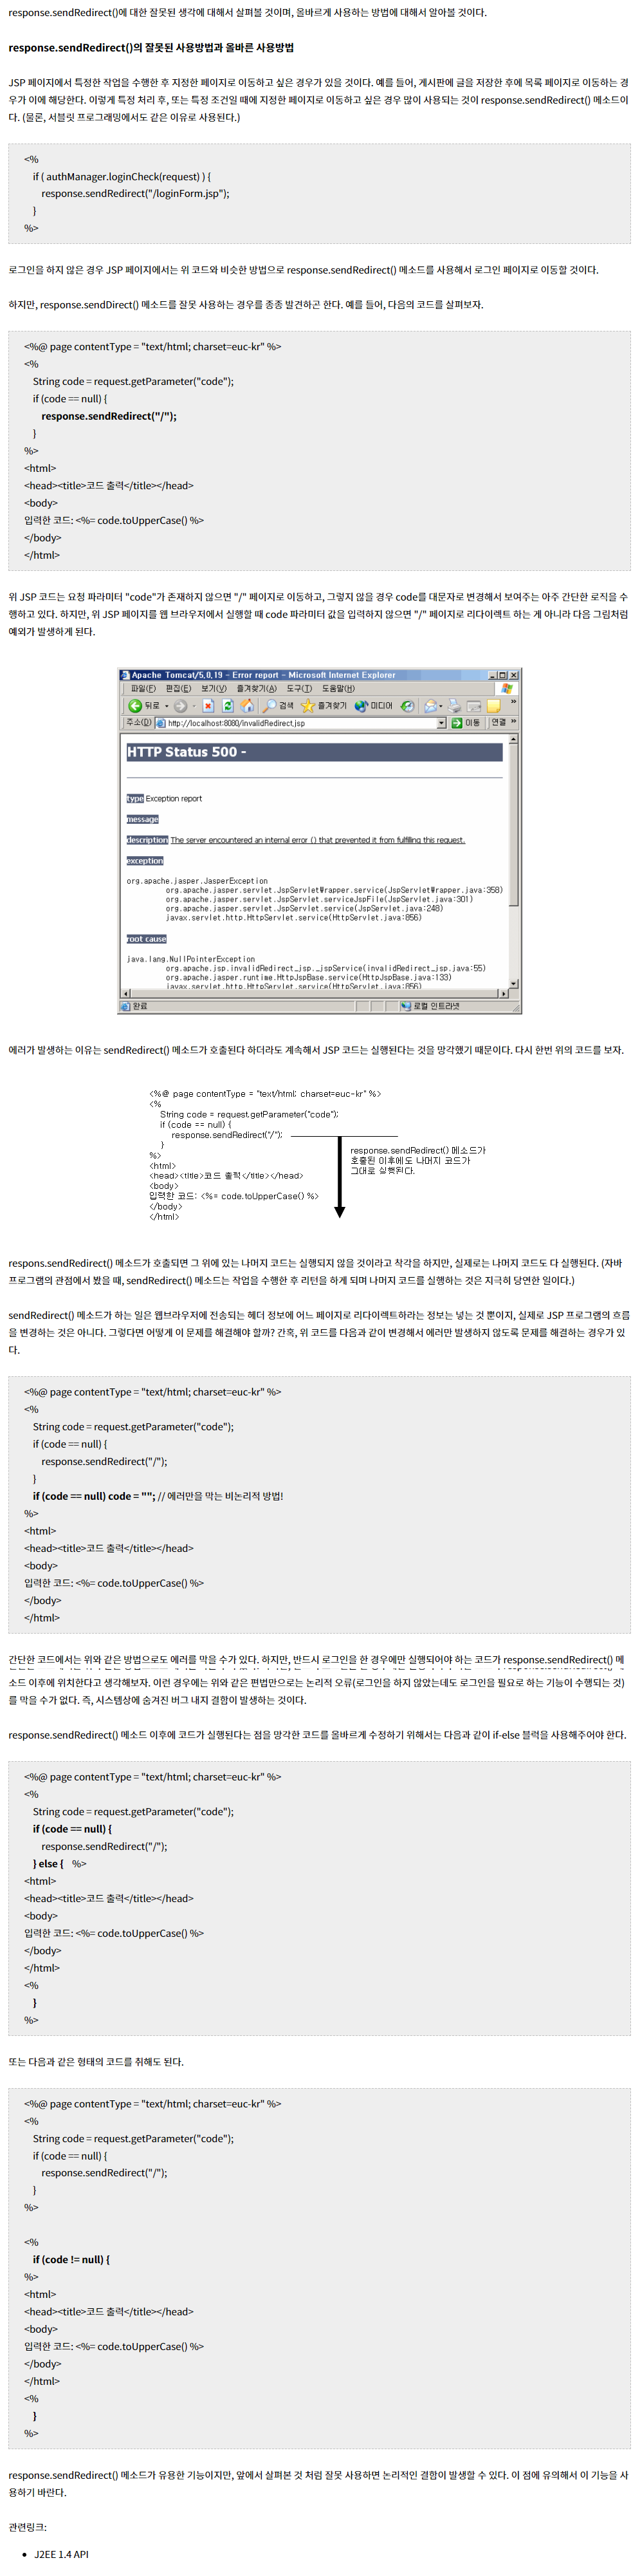 response.sendRedirect()에 대한 잘못된 생각에 대해서 살펴볼 것이며, 올바르게 사용하는 방법에 대해서 알아볼 것이다.
response.sendRedirect()의 잘못된 사용방법과 올바른 사용방법
JSP 페이지에서 특정한 작업을 수행한 후 지정한 페이지로 이동하고 싶은 경우가 있을 것이다. 예를 들어, 게시판에 글을 저장한 후에 목록 페이지로 이동하는 경
우가 이에 해당한다. 이렇게 특정 처리 후, 또는 특정 조건일 때에 지정한 페이지로 이동하고 싶은 경우 많이 사용되는 것이 response.sendRedirect() 메소드이
다. (물론, 서블릿 프로그래밍에서도 같은 이유로 사용된다.)
<%
if ( authManager.loginCheck(request) ) {
response.sendRedirect("/loginForm.jsp");
}
%>
로그인을 하지 않은 경우 JSP 페이지에서는 위 코드와 비슷한 방법으로 response.sendRedirect() 메소드를 사용해서 로그인 페이지로 이동할 것이다.
하지만, response.sendDirect() 메소드를 잘못 사용하는 경우를 종종 발견하곤 한다. 예를 들어, 다음의 코드를 살펴보자.
<%@ page contentType = "text/html; charset=euc-kr" %>
<%
String code = request.getParameter("code");
if (code == null) {
response.sendRedirect("/");
}
%>
<html>
<head><title>코드 출력</title></head>
<body>
입력한 코드: <%= code.toUpperCase() %>
</body>
</html>
위 JSP 코드는 요청 파라미터 "code"가 존재하지 않으면 "/" 페이지로 이동하고, 그렇지 않을 경우 code를 대문자로 변경해서 보여주는 아주 간단한 로직을 수
행하고 있다. 하지만, 위 JSP 페이지를 웹 브라우저에서 실행할 때 code 파라미터 값을 입력하지 않으면 "/" 페이지로 리다이렉트 하는 게 아니라 다음 그림처럼
예외가 발생하게 된다.
Apache Tomcat/5.0.19 - Error report - Microsoft Internet Explorer
파일(F) 편집(E) 보기(V) 즐겨찾기(A) 도구(T) 도움말(H)
뒤로 검색 즐겨찾기 미디어
주소(D) http://localhost:8080/invalidRedirect.jsp 이동 연결
HTTP Status 500 -
type Exception report
message
description The server encountered an internal error () that prevented it from fulfilling this request.
exception
org.apache.jasper.JasperException
org.apache.jasper.servlet.JspServletWrapper.service(JspServletWrapper.java:358)
org.apache.jasper.servlet.JspServlet.serviceJspFile(JspServlet.java:301)
org.apache.jasper.servlet.JspServlet.service(JspServlet.java:248)
javax.servlet.http.HttpServlet.service(HttpServlet.java:856)
root cause
java.lang.NullPointerException
org.apache.jsp.invalidRedirect_jsp._jspService(invalidRedirect_jsp.java:55)
org.apache.jasper.runtime.HttpJspBase.service(HttpJspBase.java:133)
javax.servlet.http.HttpServlet.service(HttpServlet.java:856)
완료 로컬 인트라넷
에러가 발생하는 이유는 sendRedirect() 메소드가 호출된다 하더라도 계속해서 JSP 코드는 실행된다는 것을 망각했기 때문이다. 다시 한번 위의 코드를 보자.
<%@ page contentType = "text/html; charset=euc-kr" %>
<%
String code = request.getParameter("code");
if (code == null) {
response.sendRedirect("/");
}
%>
<html>
<head><title>코드 출력</title></head>
<body>
입력한 코드: <%= code.toUpperCase() %>
</body>
</html>
response.sendRedirect() 메소드가
호출된 이후에도 나머지 코드가
그대로 실행된다.
respons.sendRedirect() 메소드가 호출되면 그 위에 있는 나머지 코드는 실행되지 않을 것이라고 착각을 하지만, 실제로는 나머지 코드도 다 실행된다. (자바
프로그램의 관점에서 봤을 때, sendRedirect() 메소드는 작업을 수행한 후 리턴을 하게 되며 나머지 코드를 실행하는 것은 지극히 당연한 일이다.)
sendRedirect() 메소드가 하는 일은 웹브라우저에 전송되는 헤더 정보에 어느 페이지로 리다이렉트하라는 정보는 넣는 것 뿐이지, 실제로 JSP 프로그램의 흐름
을 변경하는 것은 아니다. 그렇다면 어떻게 이 문제를 해결해야 할까? 간혹, 위 코드를 다음과 같이 변경해서 에러만 발생하지 않도록 문제를 해결하는 경우가 있
다.
<%@ page contentType = "text/html; charset=euc-kr" %>
<%
String code = request.getParameter("code");
if (code == null) {
response.sendRedirect("/");
}
if (code == null) code = ""; // 에러만을 막는 비논리적 방법!
%>
<html>
<head><title>코드 출력</title></head>
<body>
입력한 코드: <%= code.toUpperCase() %>
</body>
</html>
간단한 코드에서는 위와 같은 방법으로도 에러를 막을 수가 있다. 하지만, 반드시 로그인을 한 경우에만 실행되어야 하는 코드가 response.sendRedirect() 메
소드 이후에 위치한다고 생각해보자. 이런 경우에는 위와 같은 편법만으로는 논리적 오류(로그인을 하지 않았는데도 로그인을 필요로 하는 기능이 수행되는 것)
를 막을 수가 없다. 즉, 시스템상에 숨겨진 버그 내지 결함이 발생하는 것이다.
response.sendRedirect() 메소드 이후에 코드가 실행된다는 점을 망각한 코드를 올바르게 수정하기 위해서는 다음과 같이 if-else 블럭을 사용해주어야 한다.
<%@ page contentType = "text/html; charset=euc-kr" %>
<%
String code = request.getParameter("code");
if (code == null) {
response.sendRedirect("/");
} else { %>
<html>
<head><title>코드 출력</title></head>
<body>
입력한 코드: <%= code.toUpperCase() %>
</body>
</html>
<%
}
%>
또는 다음과 같은 형태의 코드를 취해도 된다.
<%@ page contentType = "text/html; charset=euc-kr" %>
<%
String code = request.getParameter("code");
if (code == null) {
response.sendRedirect("/");
}
%>
<%
if (code != null) {
%>
<html>
<head><title>코드 출력</title></head>
<body>
입력한 코드: <%= code.toUpperCase() %>
</body>
</html>
<%
}
%>
response.sendRedirect() 메소드가 유용한 기능이지만, 앞에서 살펴본 것 처럼 잘못 사용하면 논리적인 결함이 발생할 수 있다. 이 점에 유의해서 이 기능을 사
용하기 바란다.
관련링크:
J2EE 1.4 API